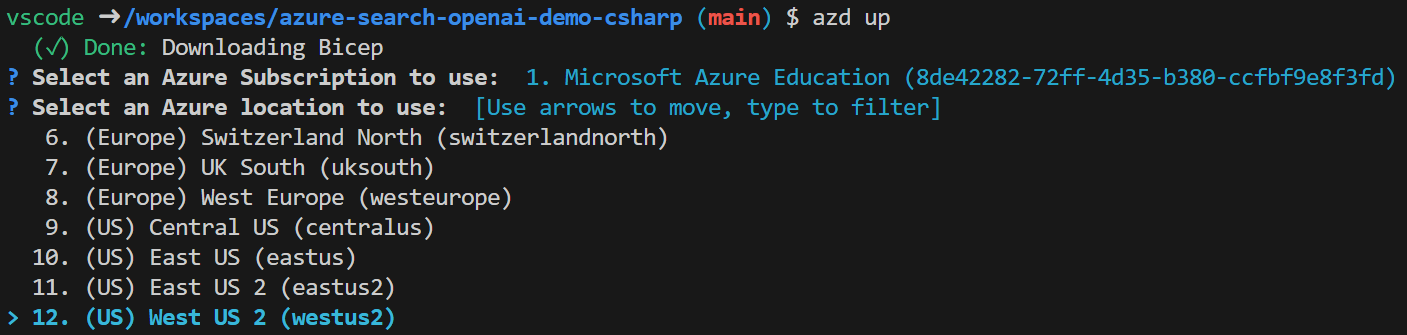 vscode ➜/workspaces/azure-search-openai-demo-csharp (main) $ azd up
(✓) Done: Downloading Bicep
? Select an Azure Subscription to use: 1. Microsoft Azure Education (8de42282-72ff-4d35-b380-ccfbf9e8f3fd)
? Select an Azure location to use: [Use arrows to move, type to filter]
6. (Europe) Switzerland North (switzerlandnorth)
7. (Europe) UK South (uksouth)
8. (Europe) West Europe (westeurope)
9. (US) Central US (centralus)
10. (US) East US (eastus)
11. (US) East US 2 (eastus2)
> 12. (US) West US 2 (westus2)